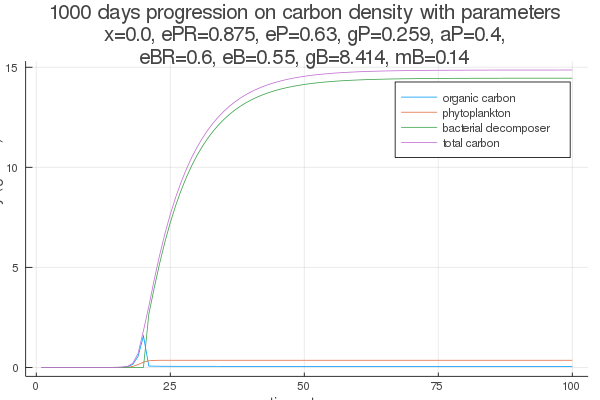 1000 days progression on carbon density with parameters
x=0.0, ePR=0.875, eP=0.63, gP=0.259, aP=0.4,
eBR=0.6, eB=0.55, gB=8.414, mB=0.14
15
organic carbon
phytoplankton
bacterial decomposer
total carbon
10
5
0
0
25
50
75
100